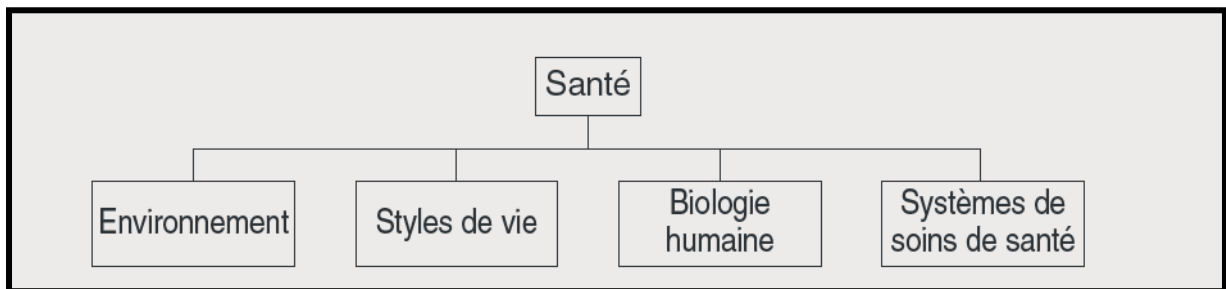 Santé
Environnement
Styles de vie
Biologie
humaine
Systèmes de
soins de santé